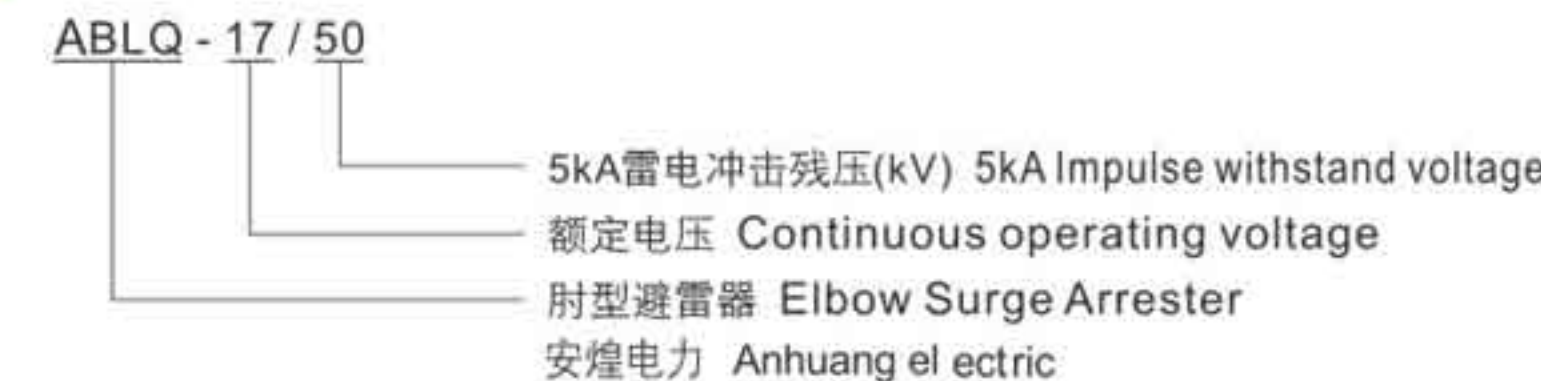 ABLQ - 17 / 50
5kA雷电冲击残压(kV) 5kA Impulse withstand voltage
额定电压 Continuous operating voltage
肘型避雷器 Elbow Surge Arrester
安煌电力 Anhuang el ectric